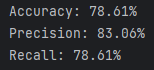 Accuracy: 78.61%
Precision: 83.06%
Recall: 78.61%